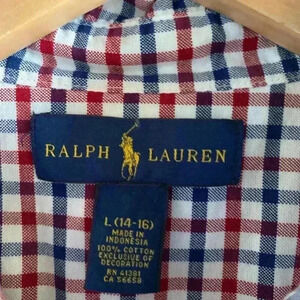 RALPH LAUREN
L (14-16)
MADE IN
INDONESIA
100% COTTON
EXCLUSIVE OF
DECORATION
RN 41381
CA 56658